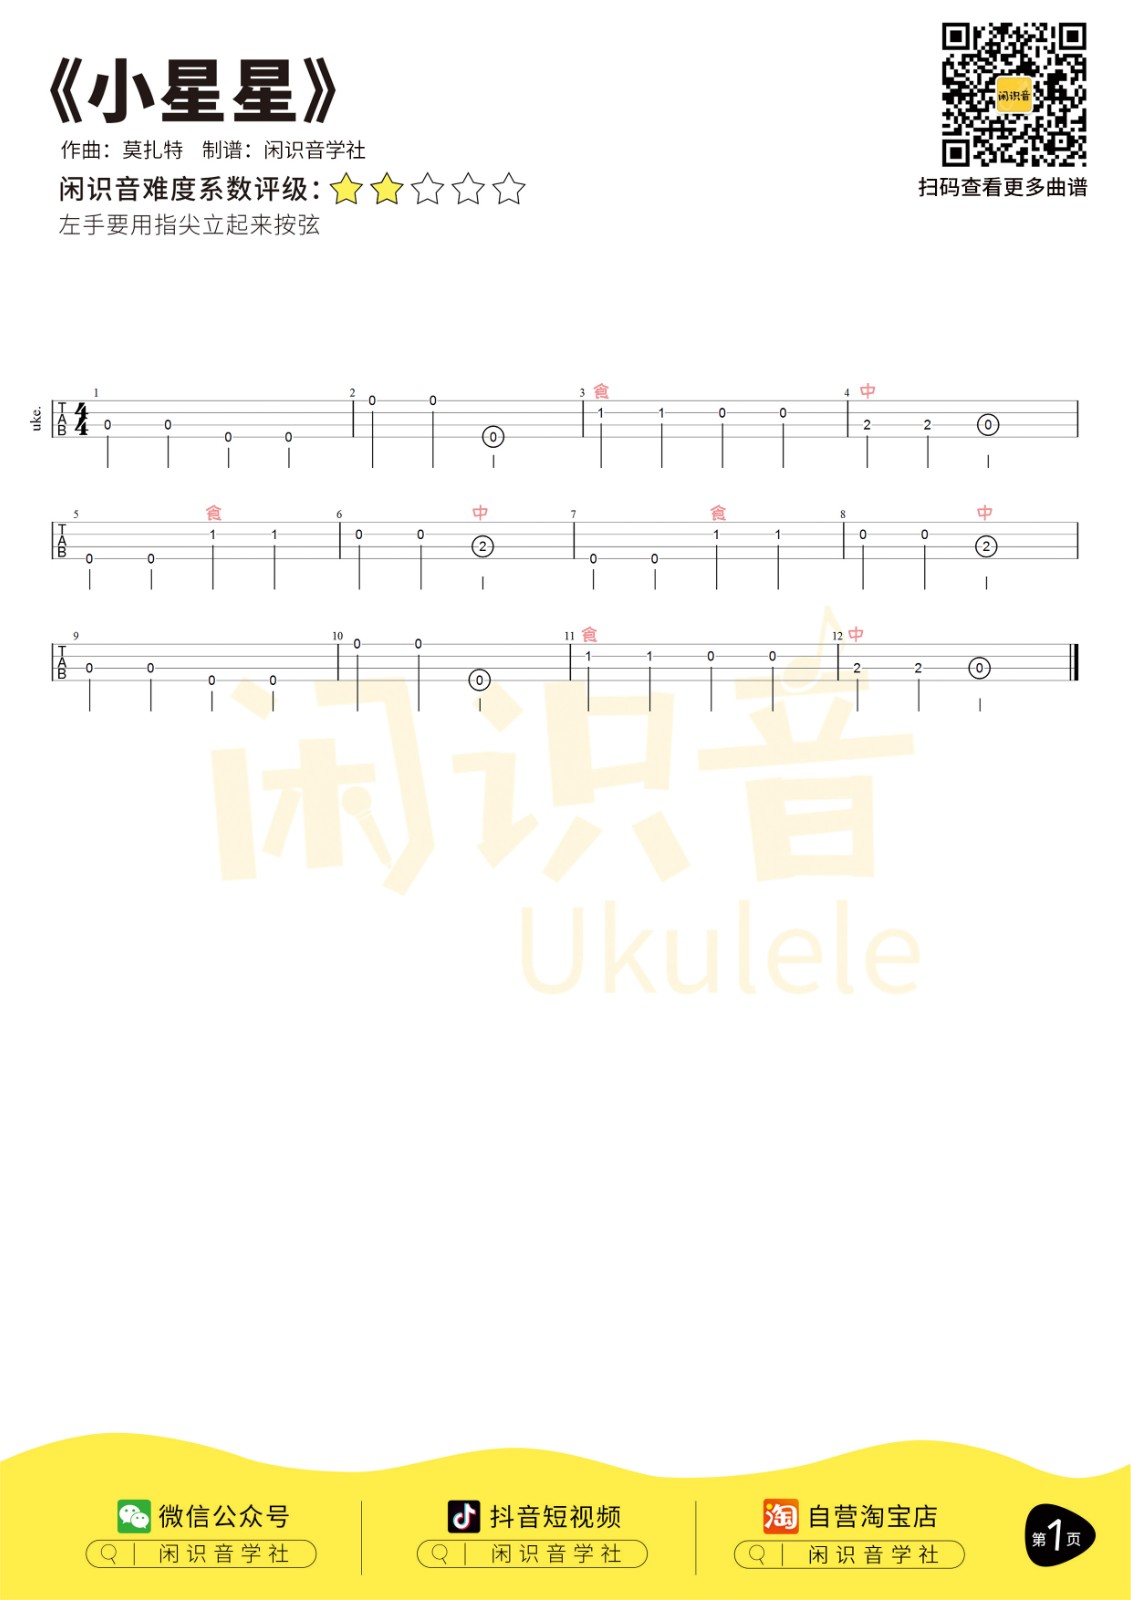 《小星星》
闲识音
作曲：莫扎特 制谱：闲识音学社
闲识音难度系数评级：
扫码查看更多曲谱
左手要用指尖立起来按弦
1 2 3 食 4 中
uke. TAB 4/4 0 0 0 0 0 0 0 1 1 0 0 2 2 0
5 食 6 中 7 食 8 中
TAB 0 0 1 1 0 0 2 0 0 1 1 0 0 2
9 10 11 食 12 中
TAB 0 0 0 0 0 0 0 1 1 0 0 2 2 0
闲识音
Ukulele
微信公众号 抖音短视频 淘 自营淘宝店
闲识音学社 闲识音学社 闲识音学社
第1页